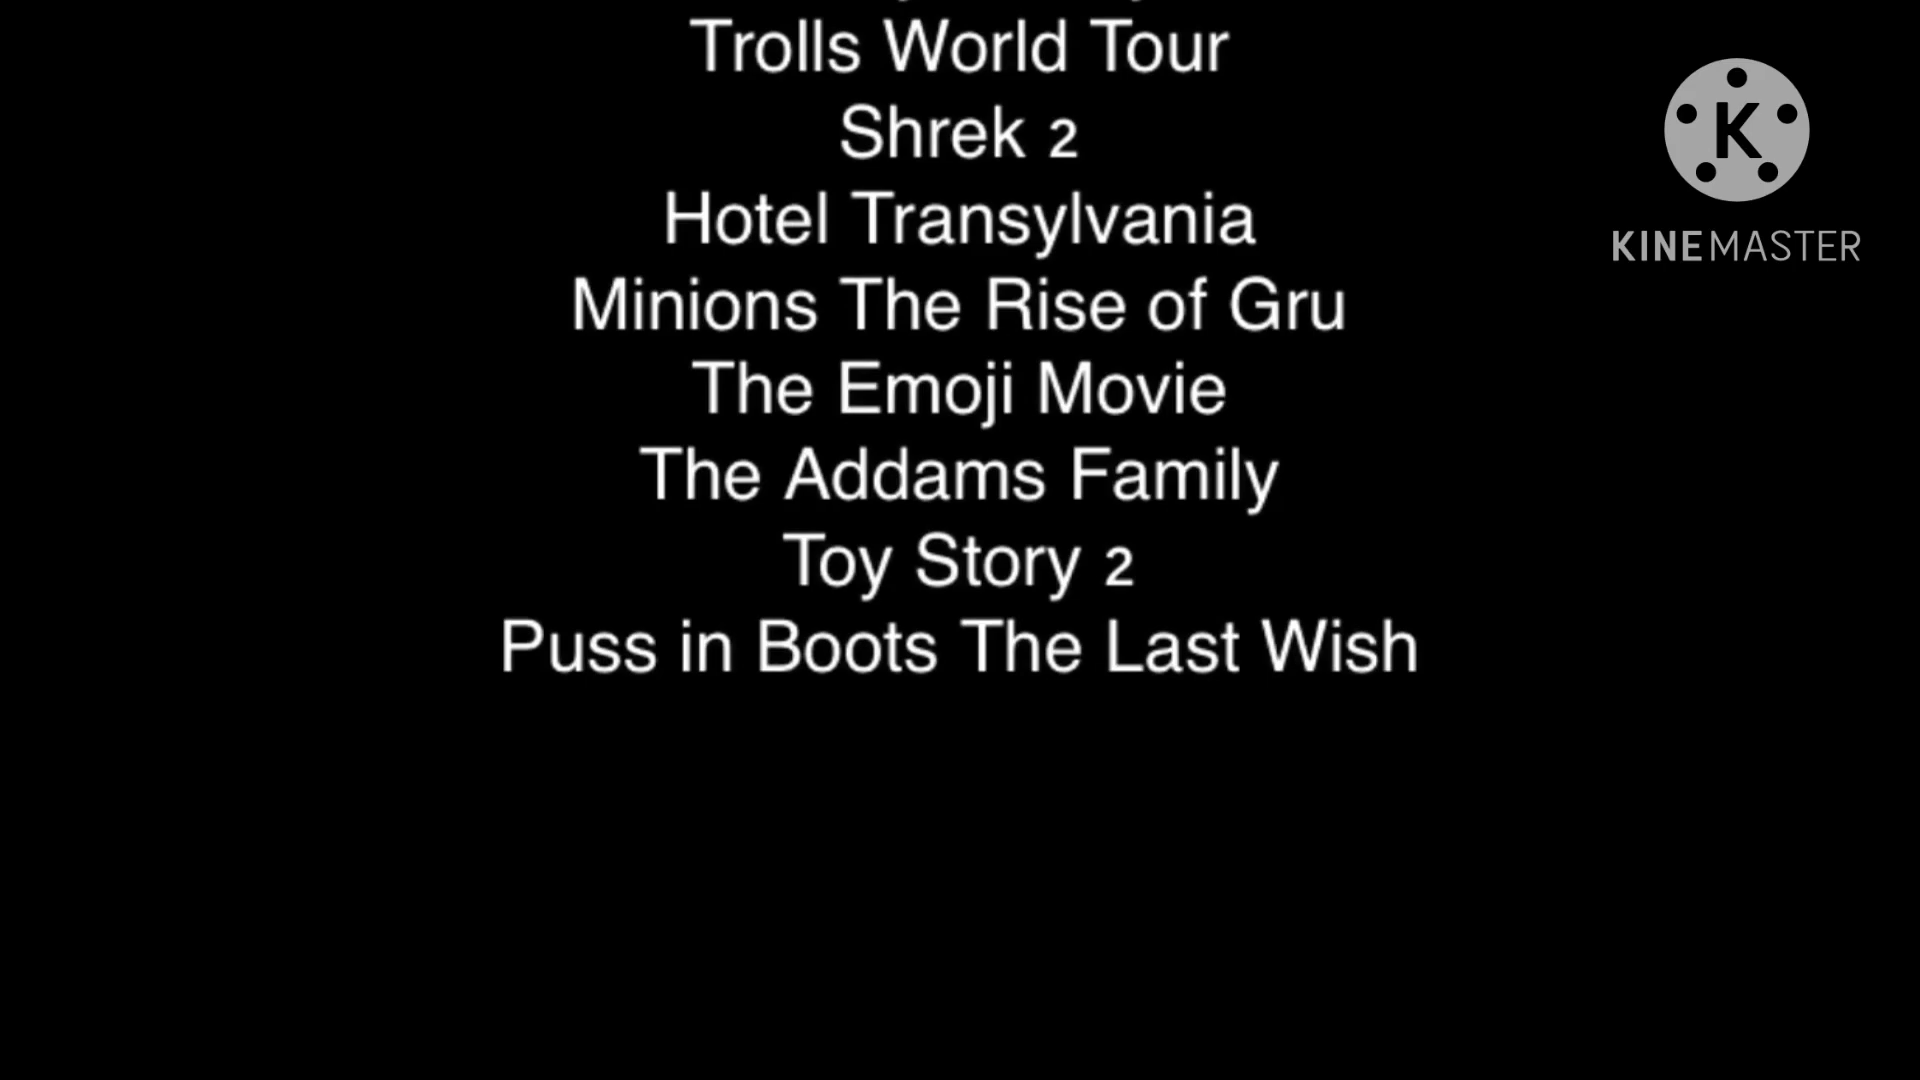 Trolls World Tour
Shrek 2
Hotel Transylvania
Minions The Rise of Gru
The Emoji Movie
The Addams Family
Toy Story 2
Puss in Boots The Last Wish
K
KINEMASTER